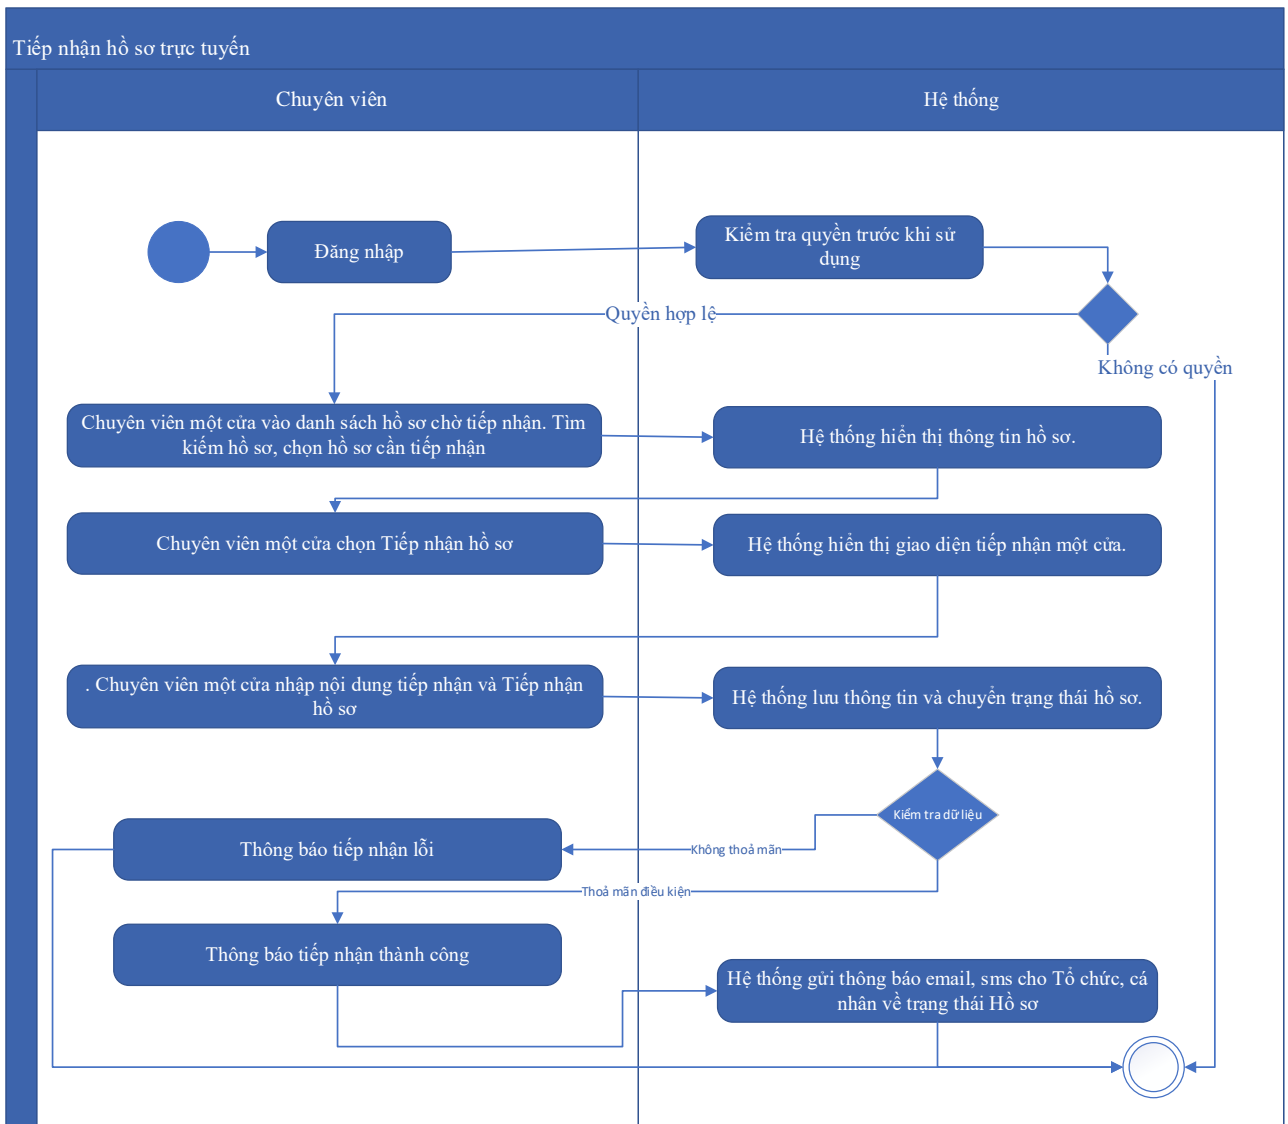 Tiếp nhận hồ sơ trực tuyến
Chuyên viên
Hệ thống
Đăng nhập
Kiểm tra quyền trước khi sử
dụng
Quyền hợp lệ
Không có quyền
Chuyên viên một cửa vào danh sách hồ sơ chờ tiếp nhận. Tìm
kiếm hồ sơ, chọn hồ sơ cần tiếp nhận
Hệ thống hiển thị thông tin hồ sơ.
Chuyên viên một cửa chọn Tiếp nhận hồ sơ
Hệ thống hiển thị giao diện tiếp nhận một cửa.
. Chuyên viên một cửa nhập nội dung tiếp nhận và Tiếp nhận
hồ sơ
Hệ thống lưu thông tin và chuyển trạng thái hồ sơ.
Kiểm tra dữ liệu
Thông báo tiếp nhận lỗi
Không thoả mãn
Thoả mãn điều kiện
Thông báo tiếp nhận thành công
Hệ thống gửi thông báo email, sms cho Tổ chức, cá
nhân về trạng thái Hồ sơ